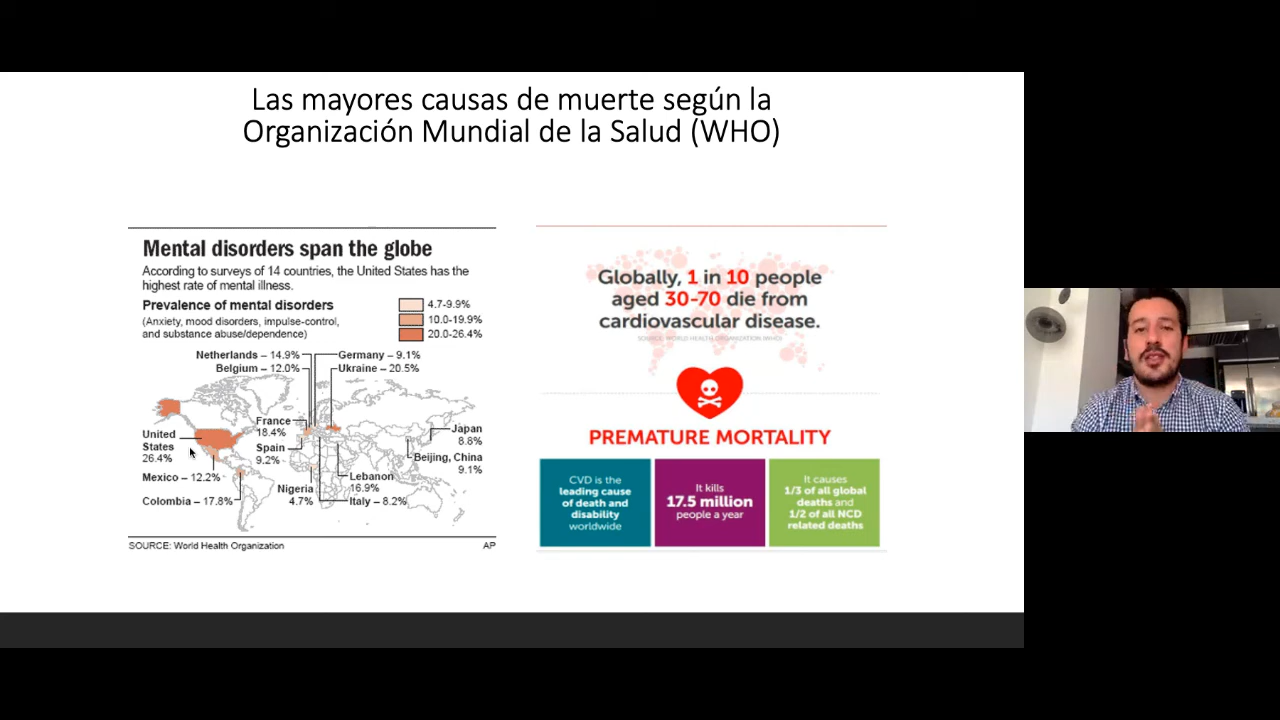 Las mayores causas de muerte según la
Organización Mundial de la Salud (WHO)
Mental disorders span the globe
According to surveys of 14 countries, the United States has the
highest rate of mental illness.
Prevalence of mental disorders
(Anxiety, mood disorders, impulse-control,
and substance abuse/dependence)
4.7-9.9%
10.0-19.9%
20.0-26.4%
Netherlands – 14.9%
Belgium – 12.0%
Germany – 9.1%
Ukraine – 20.5%
France
18.4%
Spain
9.2%
United
States
26.4%
Mexico – 12.2%
Colombia – 17.8%
Nigeria
4.7%
Lebanon
16.9%
Italy – 8.2%
Japan
8.8%
Beijing, China
9.1%
SOURCE: World Health Organization
AP
Globally, 1 in 10 people
aged 30-70 die from
cardiovascular disease.
SOURCE: WORLD HEALTH ORGANIZATION (WHO)
PREMATURE MORTALITY
CVD is the
leading cause
of death and
disability
worldwide
It kills
17.5 million
people a year
It causes
1/3 of all global
deaths and
1/2 of all NCD
related deaths